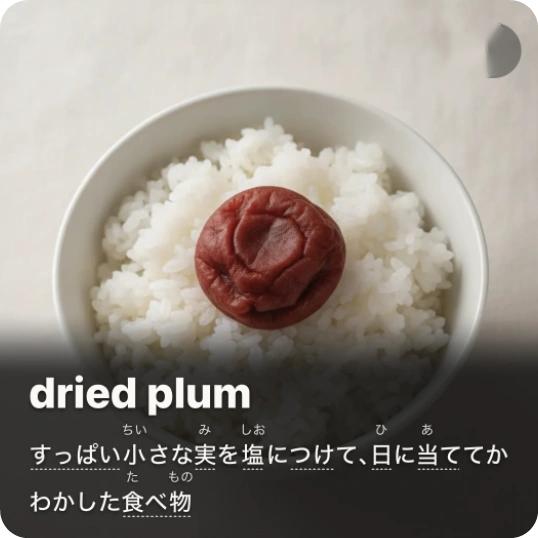 dried plum
ちい み しお ひ あ
すっぱい小さな実を塩につけて、日に当ててか
た もの
わかした食べ物